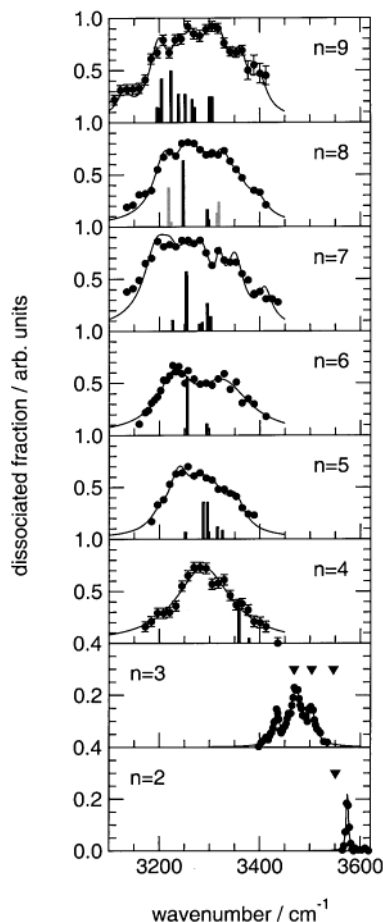 1.0
n=9
0.5
1.0
n=8
0.5
1.0
n=7
0.5
1.0
n=6
0.5
1.0
n=5
0.5
1.0
n=4
0.5
0.4
n=3
0.2
0.4
n=2
0.2
0.0
3200
3400
3600
dissociated fraction / arb. units
wavenumber / cm⁻¹